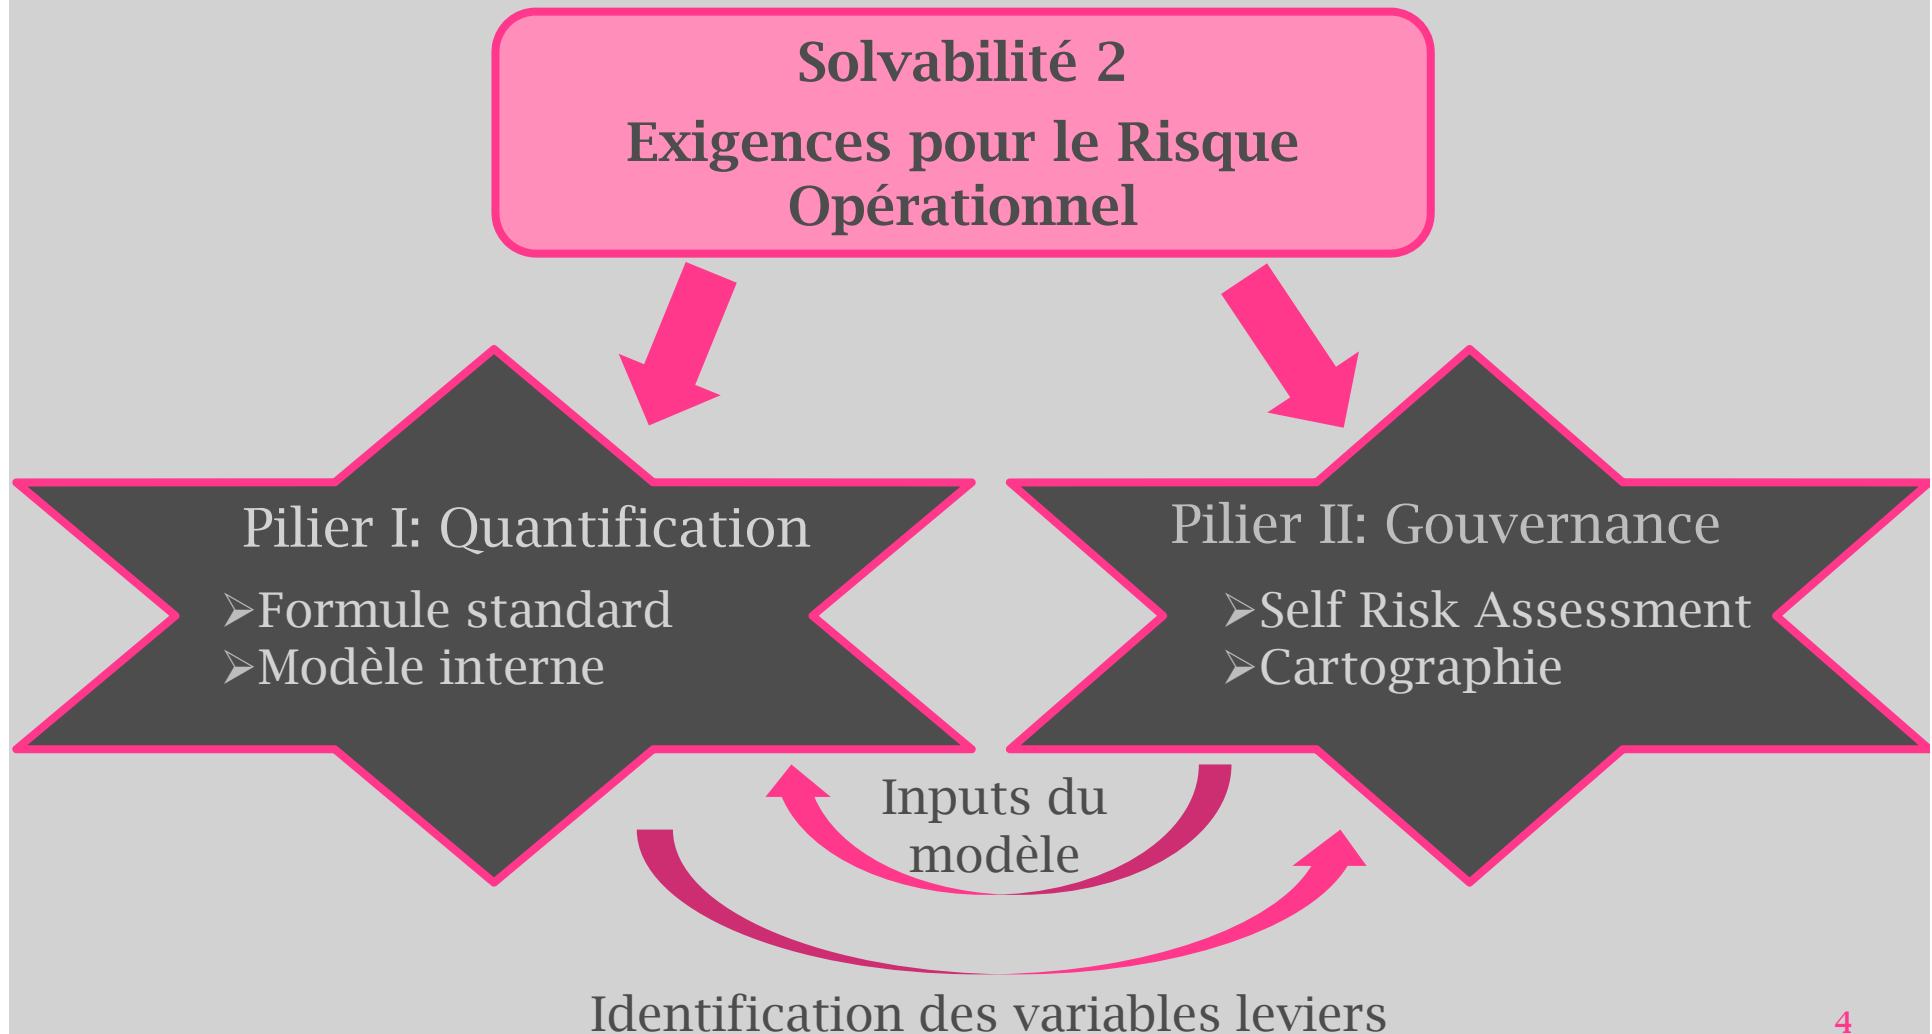 Solvabilité 2
Exigences pour le Risque
Opérationnel
Pilier I: Quantification
➢Formule standard
➢Modèle interne
Pilier II: Gouvernance
➢Self Risk Assessment
➢Cartographie
Inputs du
modèle
Identification des variables leviers
4